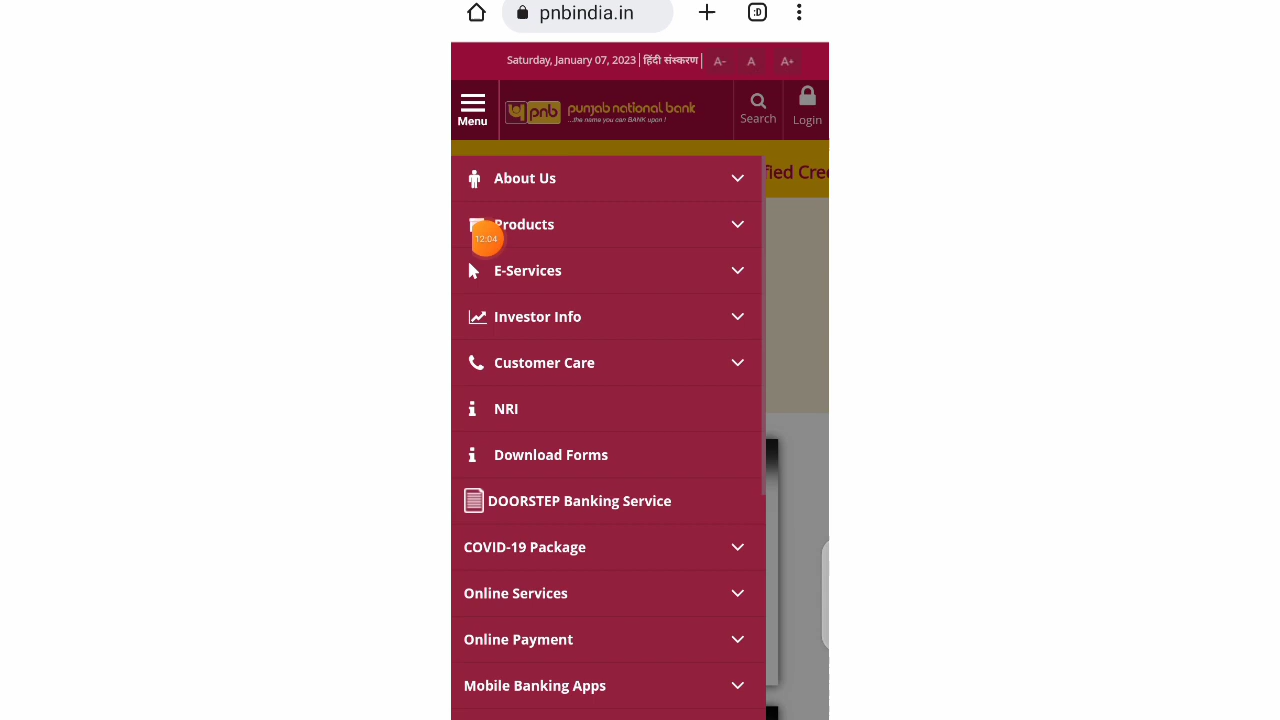 pnbindia.in
:D
Saturday, January 07, 2023 हिंदी संस्करण A- A A+
Menu
पnb pnb punjab national bank
...the name you can BANK upon !
Search
Login
fied Cre
About Us
Products
12:04
E-Services
Investor Info
Customer Care
NRI
Download Forms
DOORSTEP Banking Service
COVID-19 Package
Online Services
Online Payment
Mobile Banking Apps